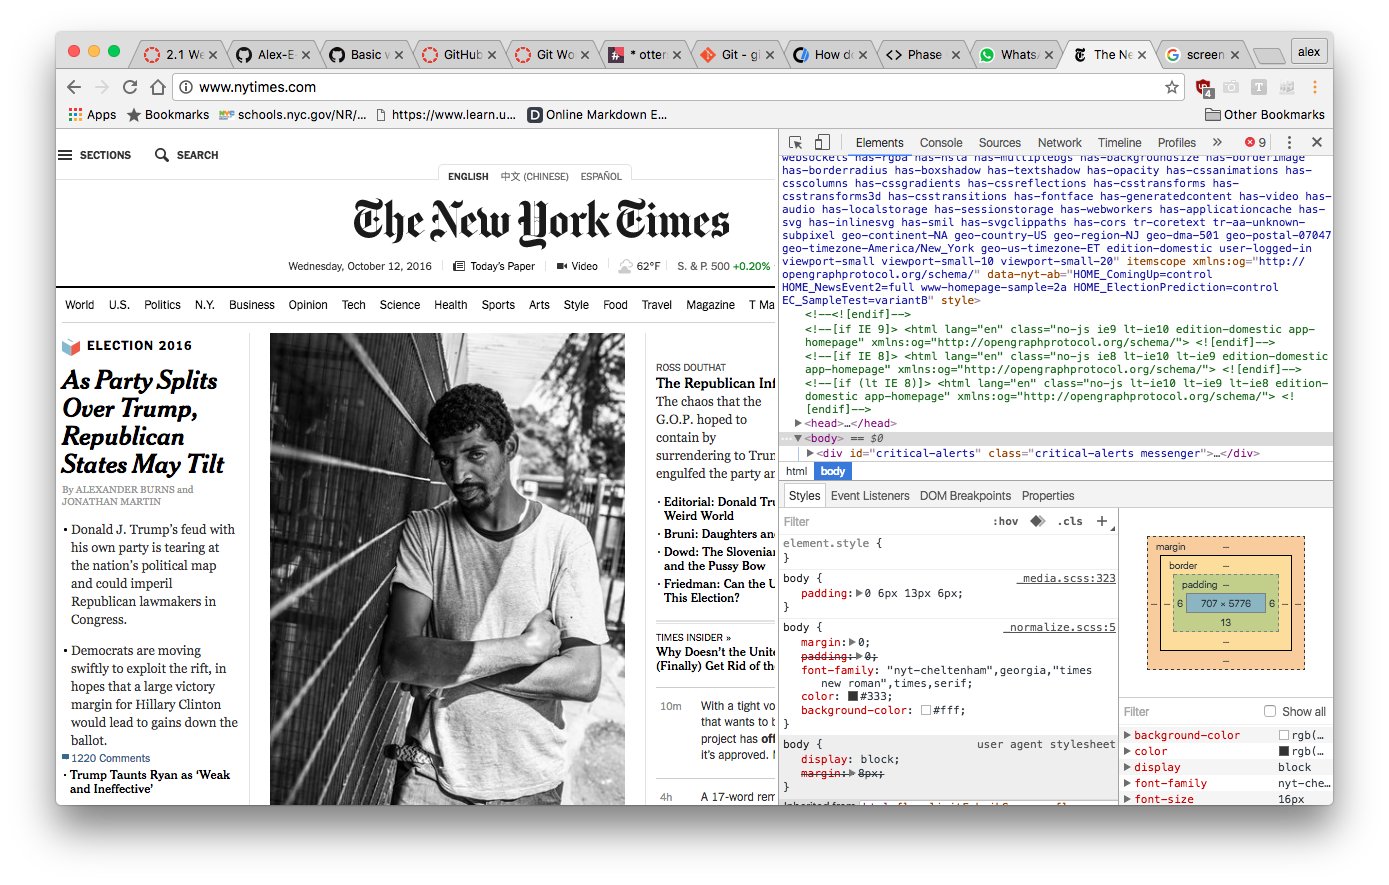 2.1 We
Alex-E
Basic v
GitHub
Git Wo
* otter
Git - gi
How do
Phase
WhatsA
The Ne
screen
alex
www.nytimes.com
4
Apps
Bookmarks
schools.nyc.gov/NR/...
https://www.learn.u...
Online Markdown E...
Other Bookmarks
SECTIONS
SEARCH
ENGLISH
中文 (CHINESE)
ESPAÑOL
The New York Times
Wednesday, October 12, 2016
Today's Paper
Video
62°F
S. & P. 500 +0.20%
World U.S. Politics N.Y. Business Opinion Tech Science Health Sports Arts Style Food Travel Magazine T Ma
ELECTION 2016
As Party Splits
Over Trump,
Republican
States May Tilt
By ALEXANDER BURNS and
JONATHAN MARTIN
• Donald J. Trump's feud with
his own party is tearing at
the nation's political map
and could imperil
Republican lawmakers in
Congress.
• Democrats are moving
swiftly to exploit the rift, in
hopes that a large victory
margin for Hillary Clinton
would lead to gains down the
ballot.
1220 Comments
· Trump Taunts Ryan as 'Weak
and Ineffective'
ROSS DOUTHAT
The Republican Inf
The chaos that the
G.O.P. hoped to
contain by
surrendering to Trum
engulfed the party an
· Editorial: Donald Tru
Weird World
· Bruni: Daughters and
· Dowd: The Slovenian
and the Pussy Bow
· Friedman: Can the U
This Election?
TIMES INSIDER »
Why Doesn't the Unite
(Finally) Get Rid of the
10m
With a tight vo
that wants to b
project has off
it's approved. M
4h
A 17-word rem
Elements Console Sources Network Timeline Profiles » 9
websockets has-rgba has-hsla has-multiplebgs has-backgroundsize has-borderimage
has-borderradius has-boxshadow has-textshadow has-opacity has-cssanimations has-
csscolumns has-cssgradients has-cssreflections has-csstransforms has-
csstransforms3d has-csstransitions has-fontface has-generatedcontent has-video has-
audio has-localstorage has-sessionstorage has-webworkers has-applicationcache has-
svg has-inlinesvg has-smil has-svgclippaths has-cors tr-coretext tr-aa-unknown-
subpixel geo-continent-NA geo-country-US geo-region-NJ geo-dma-501 geo-postal-07047
geo-timezone-America/New_York geo-us-timezone-ET edition-domestic user-logged-in
viewport-small viewport-small-10 viewport-small-20" itemscope xmlns:og="http://
opengraphprotocol.org/schema/" data-nyt-ab="HOME_ComingUp=control
HOME_NewsEvent2=full www-homepage-sample=2a HOME_ElectionPrediction=control
EC_SampleTest=variantB" style>
<!--<![endif]-->
<!--[if IE 9]> <html lang="en" class="no-js ie9 lt-ie10 edition-domestic app-
homepage" xmlns:og="http://opengraphprotocol.org/schema/"> <![endif]-->
<!--[if IE 8]> <html lang="en" class="no-js ie8 lt-ie10 lt-ie9 edition-domestic
app-homepage" xmlns:og="http://opengraphprotocol.org/schema/"> <![endif]-->
<!--[if (lt IE 8)]> <html lang="en" class="no-js lt-ie10 lt-ie9 lt-ie8 edition-
domestic app-homepage" xmlns:og="http://opengraphprotocol.org/schema/"> <!
[endif]-->
<head>…</head>
<body> == $0
<div id="critical-alerts" class="critical-alerts messenger">…</div>
html body
Styles Event Listeners DOM Breakpoints Properties
Filter :hov .cls +
element.style {
}
body { _media.scss:323
padding: 0 6px 13px 6px;
}
body { _normalize.scss:5
margin: 0;
padding: 0;
font-family: "nyt-cheltenham",georgia,"times
new roman",times,serif;
color: #333;
background-color: #fff;
}
body { user agent stylesheet
display: block;
margin: 8px;
}
margin –
border –
padding –
– – 6 707 × 5776 6 – –
13
–
–
Filter Show all
background-color rgb(…
color rgb(…
display block
font-family nyt-che…
font-size 16px